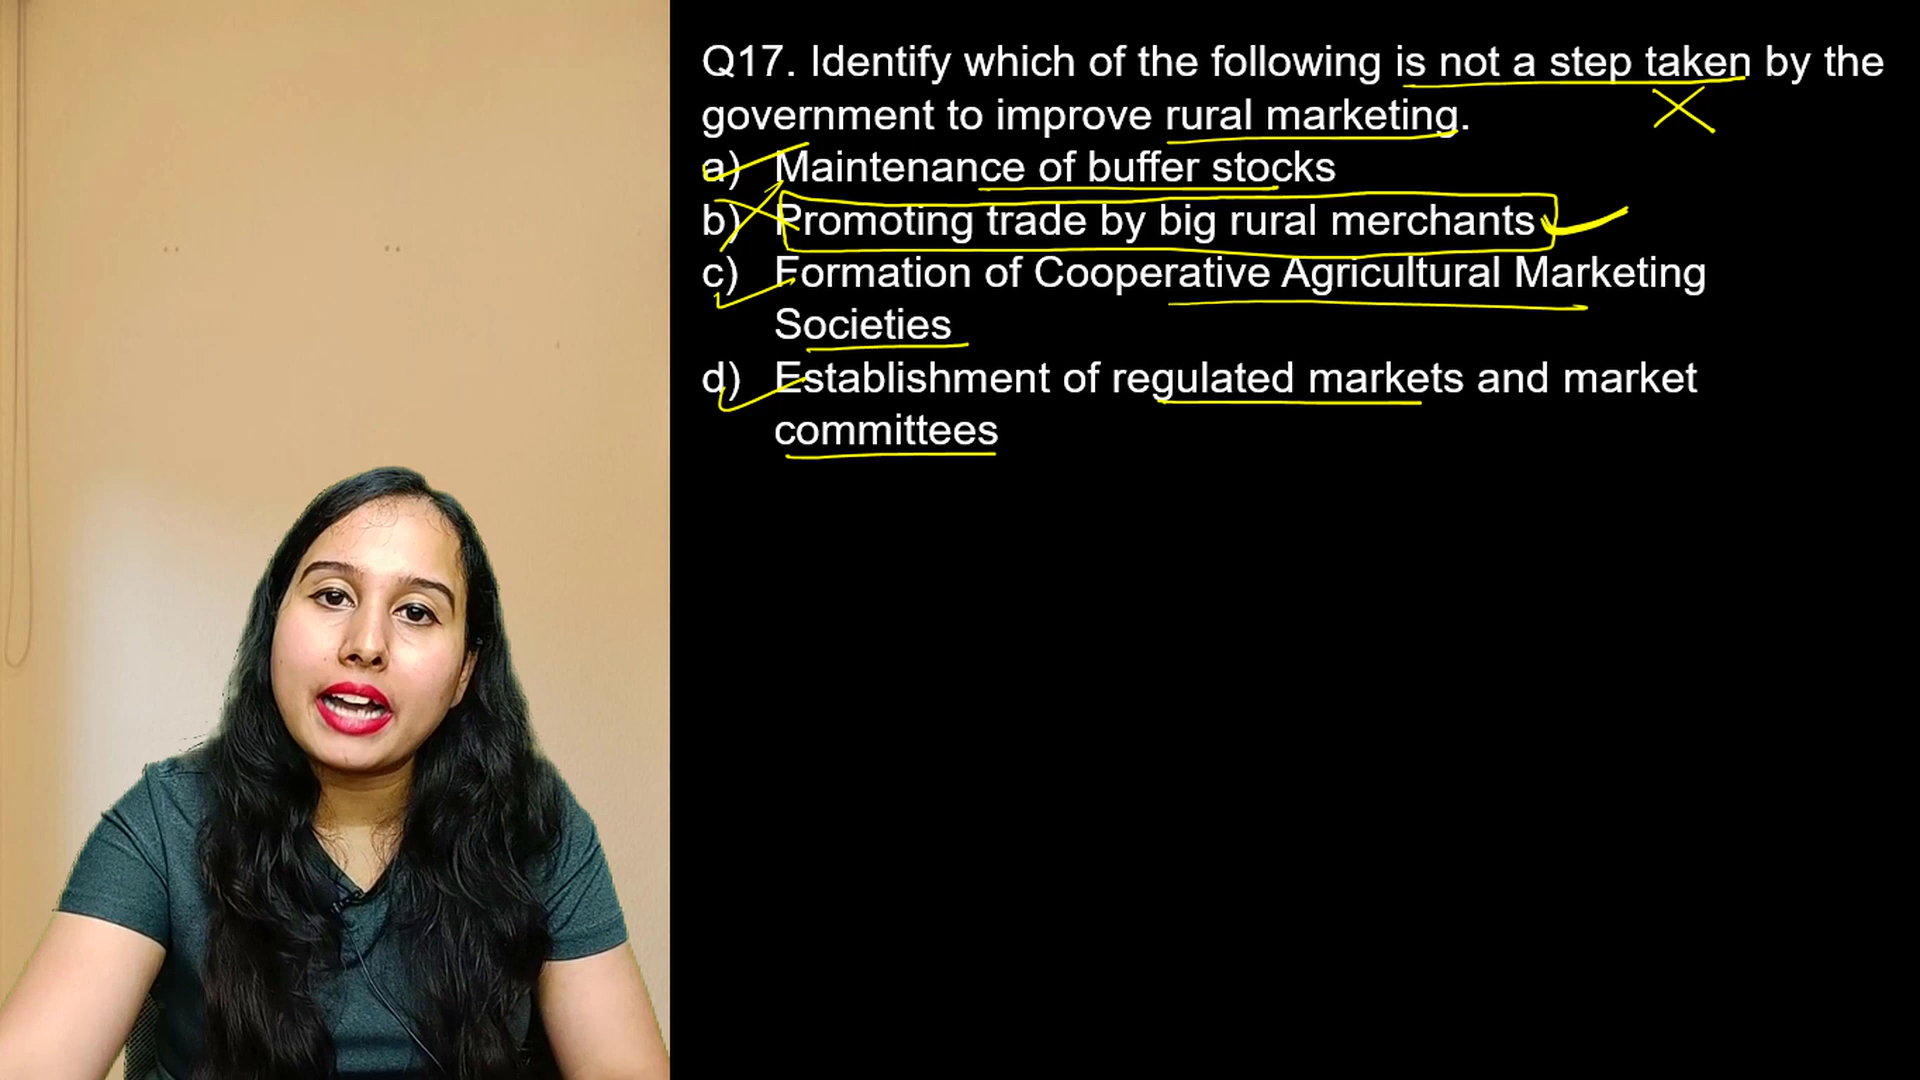 Q17. Identify which of the following is not a step taken by the
government to improve rural marketing.
a) Maintenance of buffer stocks
b) Promoting trade by big rural merchants
c) Formation of Cooperative Agricultural Marketing
Societies
d) Establishment of regulated markets and market
committees